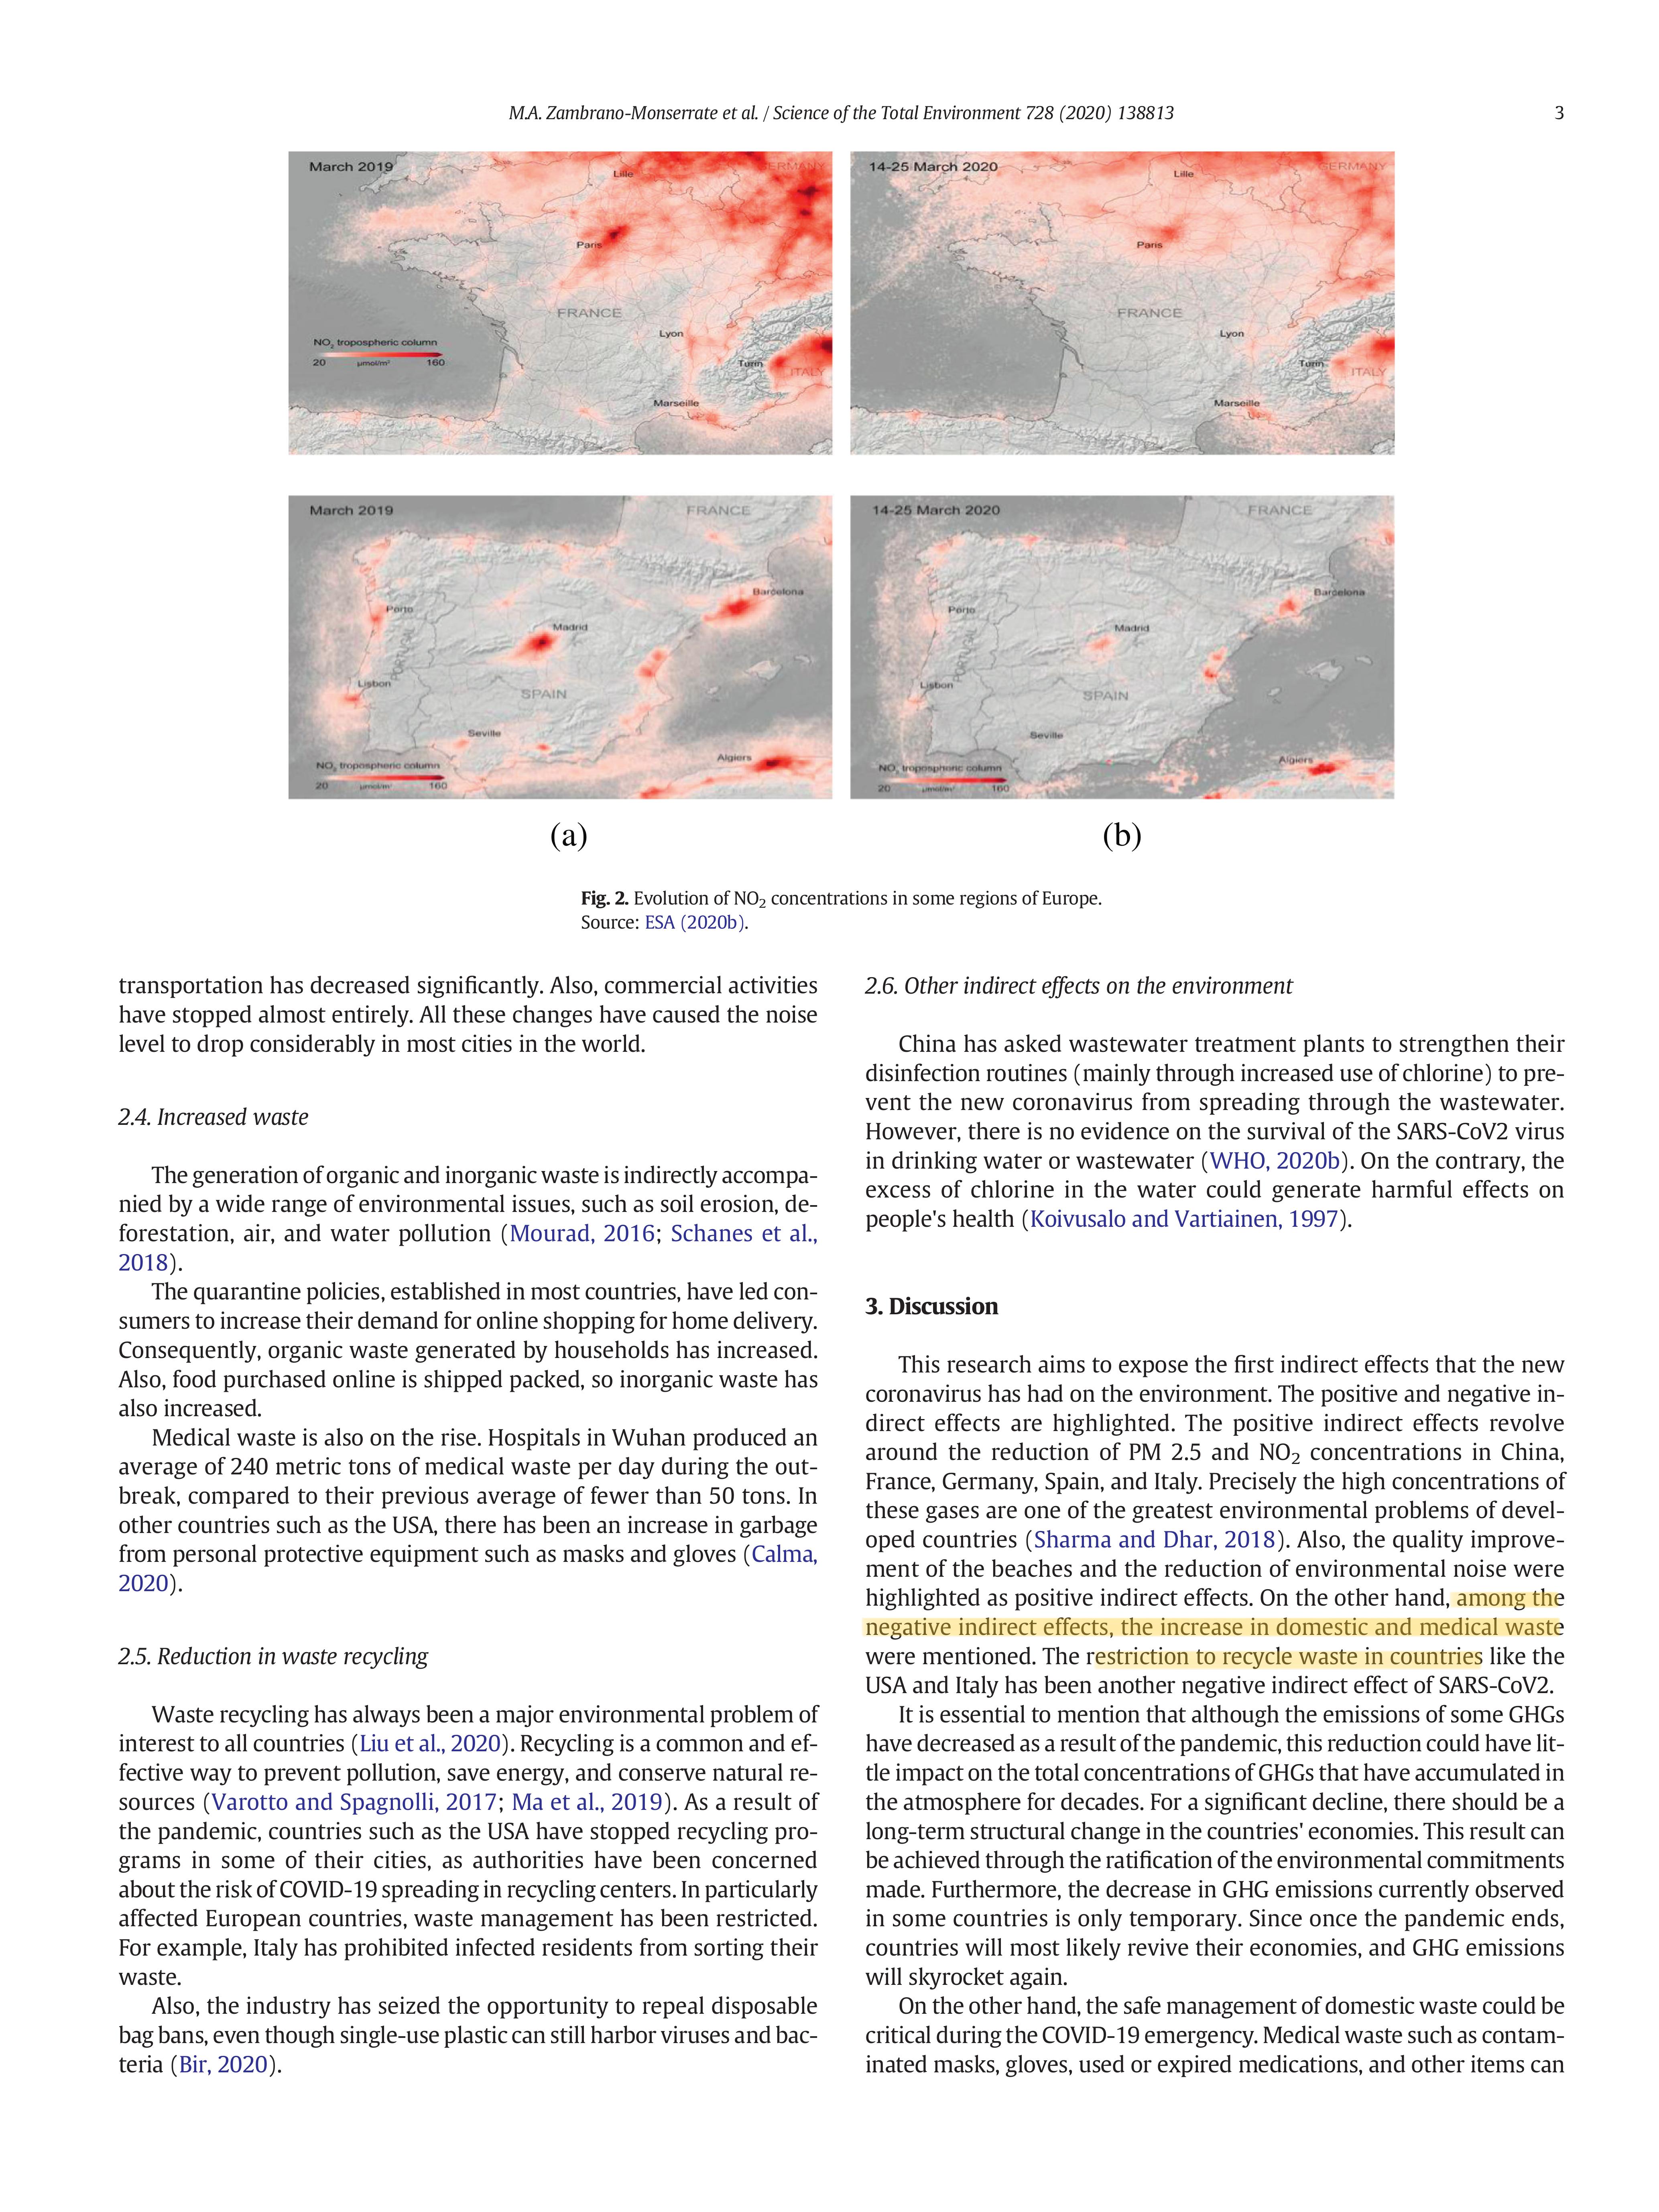 M.A. Zambrano-Monserrate et al. / Science of the Total Environment 728 (2020) 138813
3
March 2019
Lille
GERMANY
Paris
FRANCE
Lyon
NO2 tropospheric column
20 µmol/m² 160
Turin
ITALY
Marseille
14-25 March 2020
Lille
GERMANY
Paris
FRANCE
Lyon
Turin
ITALY
Marseille
March 2019
FRANCE
Barcelona
Porto
Madrid
PORTUGAL
Lisbon
SPAIN
Seville
Algiers
NO2 tropospheric column
20 µmol/m² 160
14-25 March 2020
FRANCE
Barcelona
Porto
Madrid
PORTUGAL
Lisbon
SPAIN
Seville
Algiers
NO2 tropospheric column
20 µmol/m² 160
(a)
(b)
Fig. 2. Evolution of NO2 concentrations in some regions of Europe.
Source: ESA (2020b).
transportation has decreased significantly. Also, commercial activities
have stopped almost entirely. All these changes have caused the noise
level to drop considerably in most cities in the world.
2.4. Increased waste
The generation of organic and inorganic waste is indirectly accompa-
nied by a wide range of environmental issues, such as soil erosion, de-
forestation, air, and water pollution (Mourad, 2016; Schanes et al.,
2018).
The quarantine policies, established in most countries, have led con-
sumers to increase their demand for online shopping for home delivery.
Consequently, organic waste generated by households has increased.
Also, food purchased online is shipped packed, so inorganic waste has
also increased.
Medical waste is also on the rise. Hospitals in Wuhan produced an
average of 240 metric tons of medical waste per day during the out-
break, compared to their previous average of fewer than 50 tons. In
other countries such as the USA, there has been an increase in garbage
from personal protective equipment such as masks and gloves (Calma,
2020).
2.5. Reduction in waste recycling
Waste recycling has always been a major environmental problem of
interest to all countries (Liu et al., 2020). Recycling is a common and ef-
fective way to prevent pollution, save energy, and conserve natural re-
sources (Varotto and Spagnolli, 2017; Ma et al., 2019). As a result of
the pandemic, countries such as the USA have stopped recycling pro-
grams in some of their cities, as authorities have been concerned
about the risk of COVID-19 spreading in recycling centers. In particularly
affected European countries, waste management has been restricted.
For example, Italy has prohibited infected residents from sorting their
waste.
Also, the industry has seized the opportunity to repeal disposable
bag bans, even though single-use plastic can still harbor viruses and bac-
teria (Bir, 2020).
2.6. Other indirect effects on the environment
China has asked wastewater treatment plants to strengthen their
disinfection routines (mainly through increased use of chlorine) to pre-
vent the new coronavirus from spreading through the wastewater.
However, there is no evidence on the survival of the SARS-CoV2 virus
in drinking water or wastewater (WHO, 2020b). On the contrary, the
excess of chlorine in the water could generate harmful effects on
people's health (Koivusalo and Vartiainen, 1997).
3. Discussion
This research aims to expose the first indirect effects that the new
coronavirus has had on the environment. The positive and negative in-
direct effects are highlighted. The positive indirect effects revolve
around the reduction of PM 2.5 and NO2 concentrations in China,
France, Germany, Spain, and Italy. Precisely the high concentrations of
these gases are one of the greatest environmental problems of devel-
oped countries (Sharma and Dhar, 2018). Also, the quality improve-
ment of the beaches and the reduction of environmental noise were
highlighted as positive indirect effects. On the other hand, among the
negative indirect effects, the increase in domestic and medical waste
were mentioned. The restriction to recycle waste in countries like the
USA and Italy has been another negative indirect effect of SARS-CoV2.
It is essential to mention that although the emissions of some GHGs
have decreased as a result of the pandemic, this reduction could have lit-
tle impact on the total concentrations of GHGs that have accumulated in
the atmosphere for decades. For a significant decline, there should be a
long-term structural change in the countries' economies. This result can
be achieved through the ratification of the environmental commitments
made. Furthermore, the decrease in GHG emissions currently observed
in some countries is only temporary. Since once the pandemic ends,
countries will most likely revive their economies, and GHG emissions
will skyrocket again.
On the other hand, the safe management of domestic waste could be
critical during the COVID-19 emergency. Medical waste such as contam-
inated masks, gloves, used or expired medications, and other items can